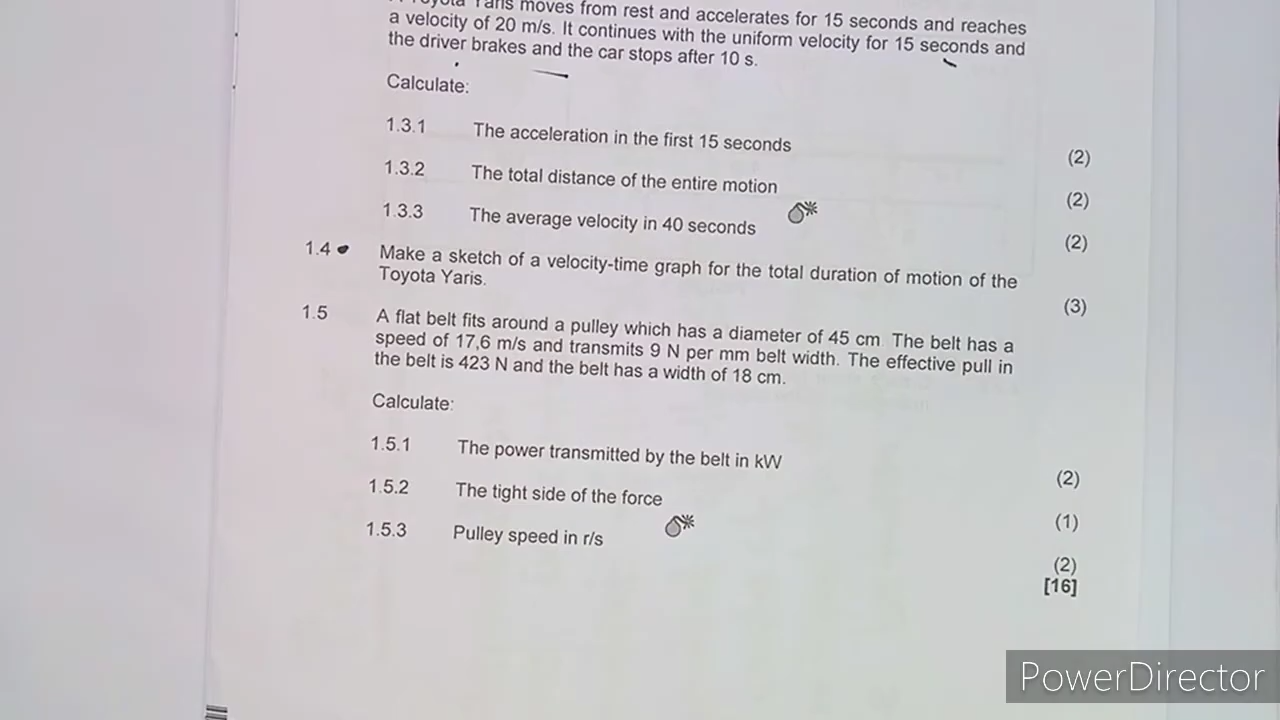 Yaris moves from rest and accelerates for 15 seconds and reaches
a velocity of 20 m/s. It continues with the uniform velocity for 15 seconds and
the driver brakes and the car stops after 10 s.
Calculate:
1.3.1 The acceleration in the first 15 seconds (2)
1.3.2 The total distance of the entire motion (2)
1.3.3 The average velocity in 40 seconds (2)
1.4 Make a sketch of a velocity-time graph for the total duration of motion of the
Toyota Yaris. (3)
1.5 A flat belt fits around a pulley which has a diameter of 45 cm. The belt has a
speed of 17,6 m/s and transmits 9 N per mm belt width. The effective pull in
the belt is 423 N and the belt has a width of 18 cm.
Calculate:
1.5.1 The power transmitted by the belt in kW (2)
1.5.2 The tight side of the force (1)
1.5.3 Pulley speed in r/s (2)
[16]
PowerDirector